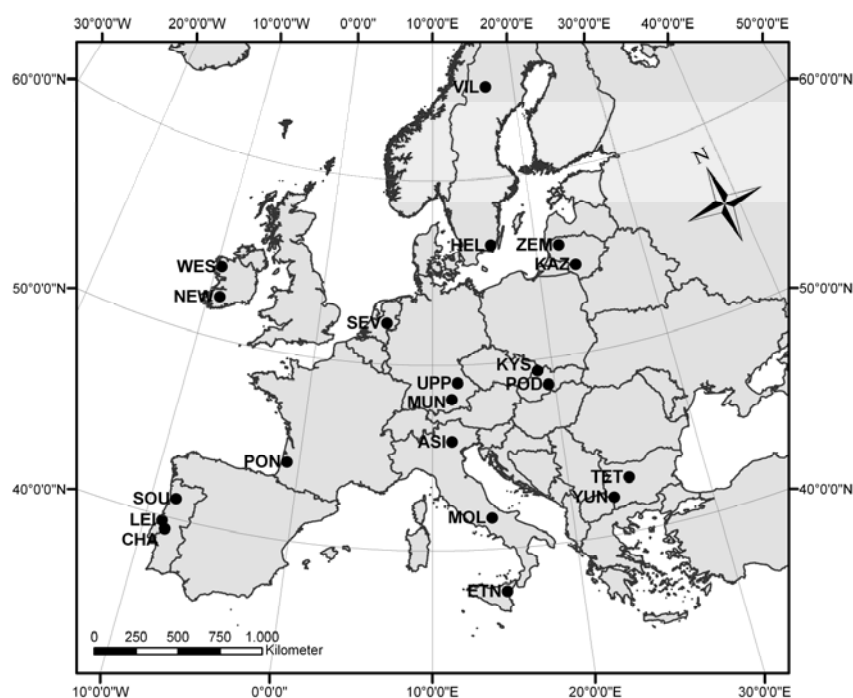 30°0'0"W 20°0'0"W 10°0'0"W 0°0'0" 10°0'0"E 20°0'0"E 30°0'0"E 40°0'0"E 50°0'0"E
60°0'0"N 60°0'0"N
VIL
N
HEL ZEM
KAZ
WES
NEW
50°0'0"N 50°0'0"N
SEV
KYS
UPP POD
MUN
ASI
PON
TET
40°0'0"N 40°0'0"N
SOU YUN
LEI MOL
CHA
ETN
0 250 500 750 1.000
Kilometer
10°0'0"W 0°0'0" 10°0'0"E 20°0'0"E 30°0'0"E